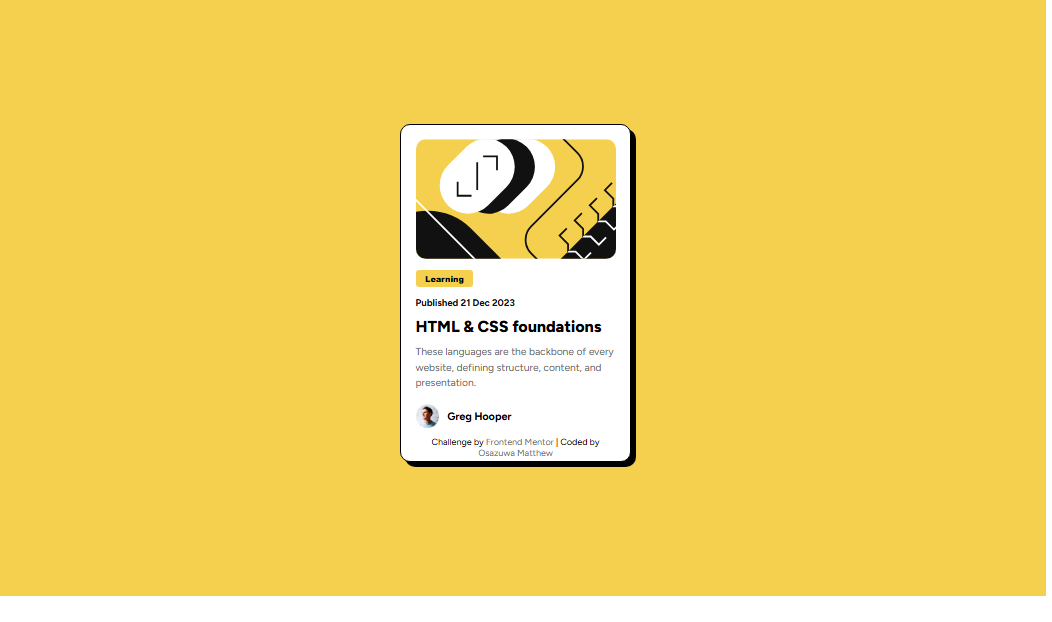 Learning
Published 21 Dec 2023
HTML & CSS foundations
These languages are the backbone of every
website, defining structure, content, and
presentation.
Greg Hooper
Challenge by Frontend Mentor | Coded by
Osazuwa Matthew